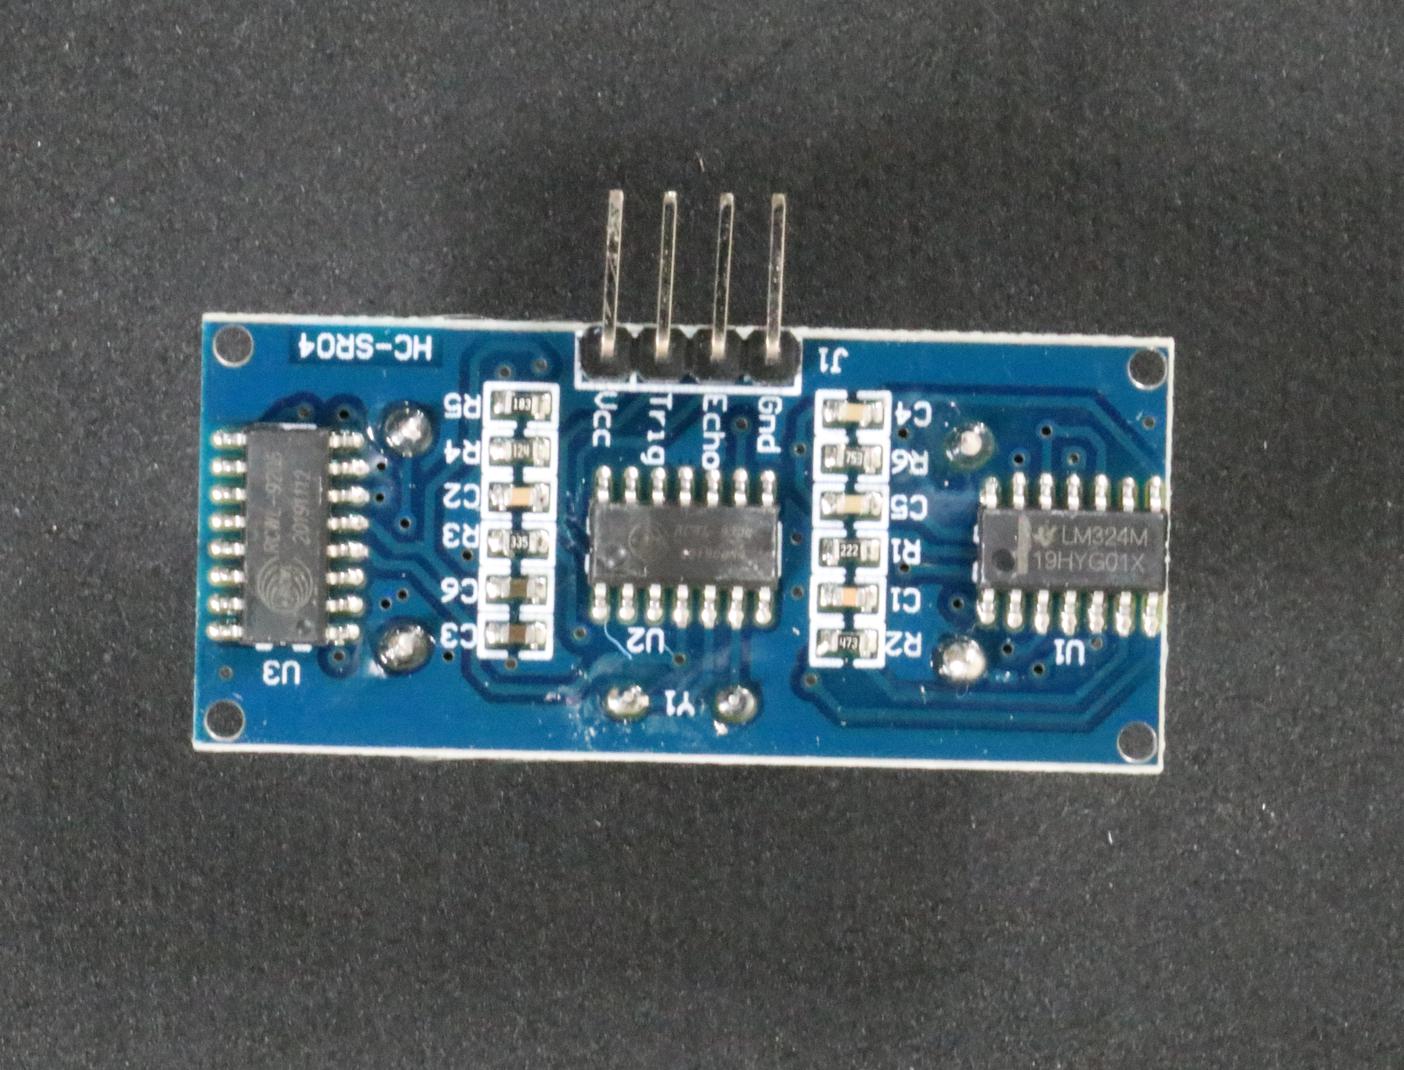 HC-SR04
J1
Vcc
Trig
Echo
Gnd
R5
103
R4
124
C2
R3
335
C6
C3
C4
R6
753
C5
R1
222
C1
R2
473
U3
20191112
U2
Y1
LM324M
19HYG01X
U1